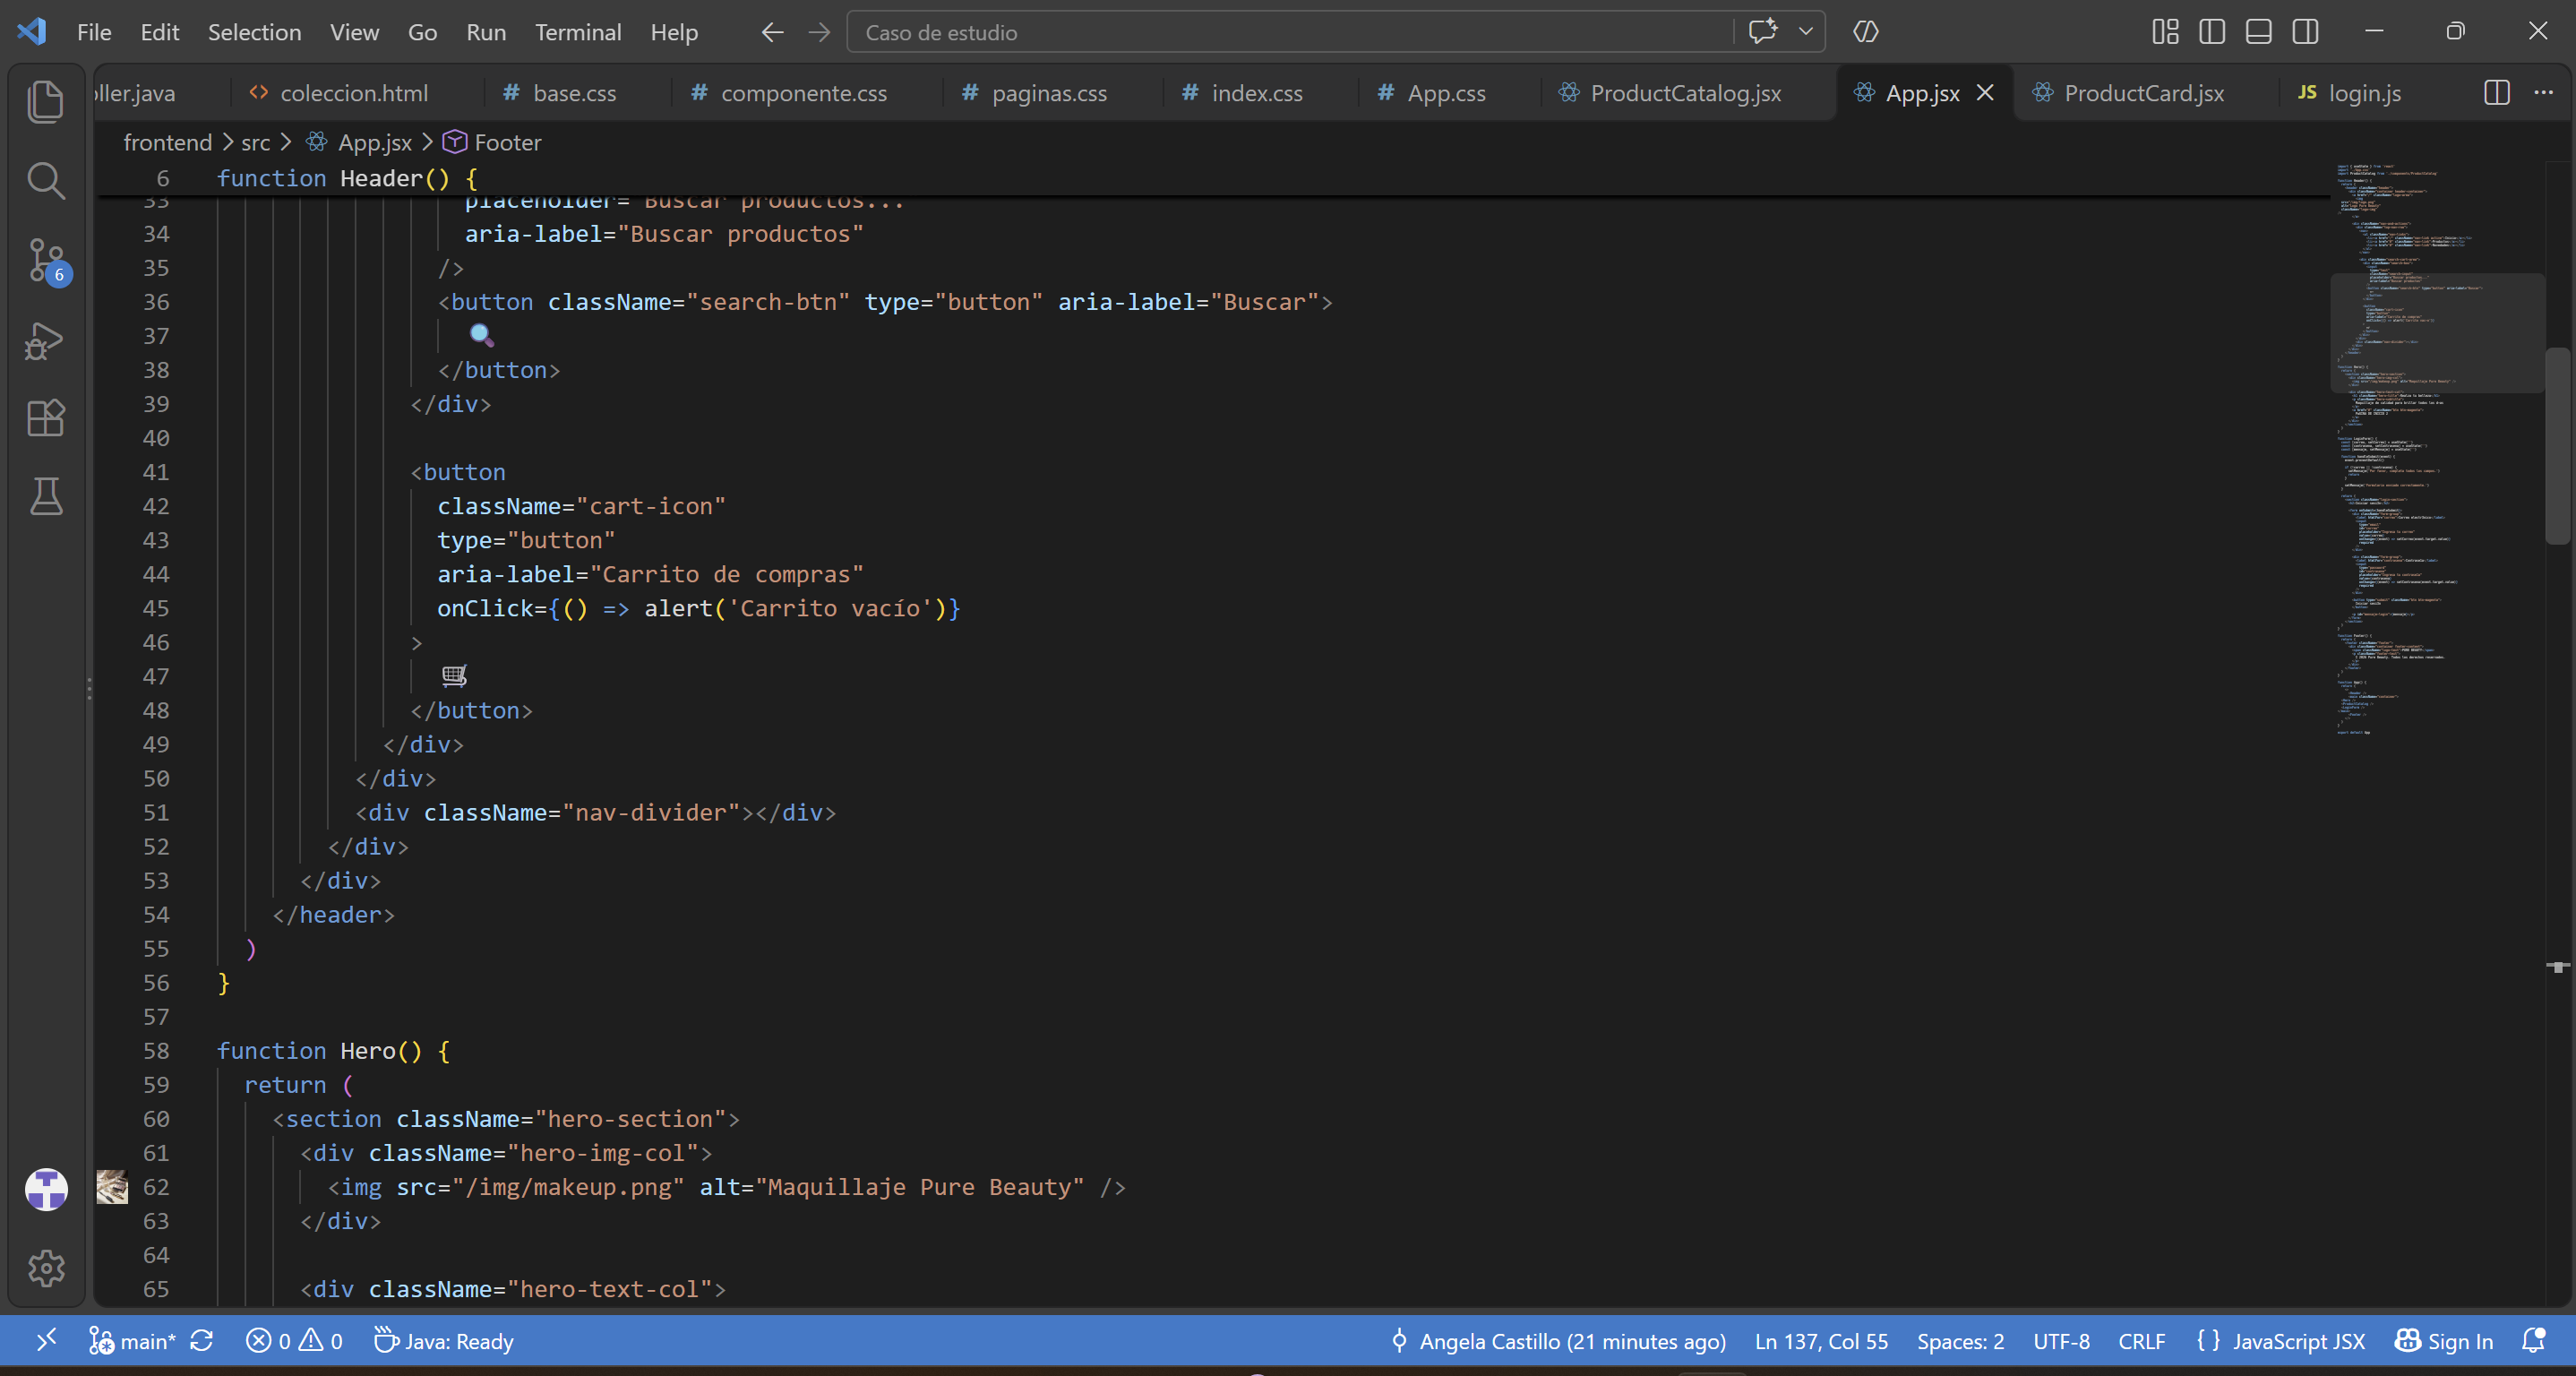 File Edit Selection View Go Run Terminal Help Caso de estudio
ller.java coleccion.html base.css componente.css paginas.css index.css App.css ProductCatalog.jsx App.jsx ProductCard.jsx JS login.js
frontend > src > App.jsx > Footer
6 function Header() {
33 placeholder="Buscar productos...
34 aria-label="Buscar productos"
35 />
36 <button className="search-btn" type="button" aria-label="Buscar">
37 🔍
38 </button>
39 </div>
40
41 <button
42 className="cart-icon"
43 type="button"
44 aria-label="Carrito de compras"
45 onClick={() => alert('Carrito vacío')}
46 >
47 🛒
48 </button>
49 </div>
50 </div>
51 <div className="nav-divider"></div>
52 </div>
53 </div>
54 </header>
55 )
56 }
57
58 function Hero() {
59 return (
60 <section className="hero-section">
61 <div className="hero-img-col">
62 <img src="/img/makeup.png" alt="Maquillaje Pure Beauty" />
63 </div>
64
65 <div className="hero-text-col">
6
main* 0 0 Java: Ready Angela Castillo (21 minutes ago) Ln 137, Col 55 Spaces: 2 UTF-8 CRLF { } JavaScript JSX Sign In